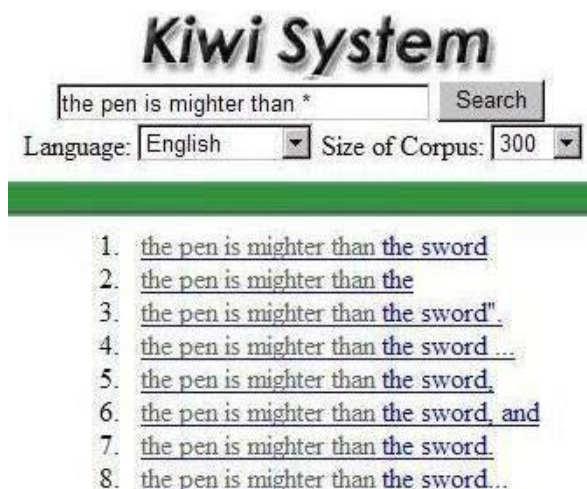 Kiwi System
the pen is mighter than * Search
Language: English Size of Corpus: 300
1. the pen is mighter than the sword
2. the pen is mighter than the
3. the pen is mighter than the sword".
4. the pen is mighter than the sword ...
5. the pen is mighter than the sword,
6. the pen is mighter than the sword, and
7. the pen is mighter than the sword.
8. the pen is mighter than the sword...